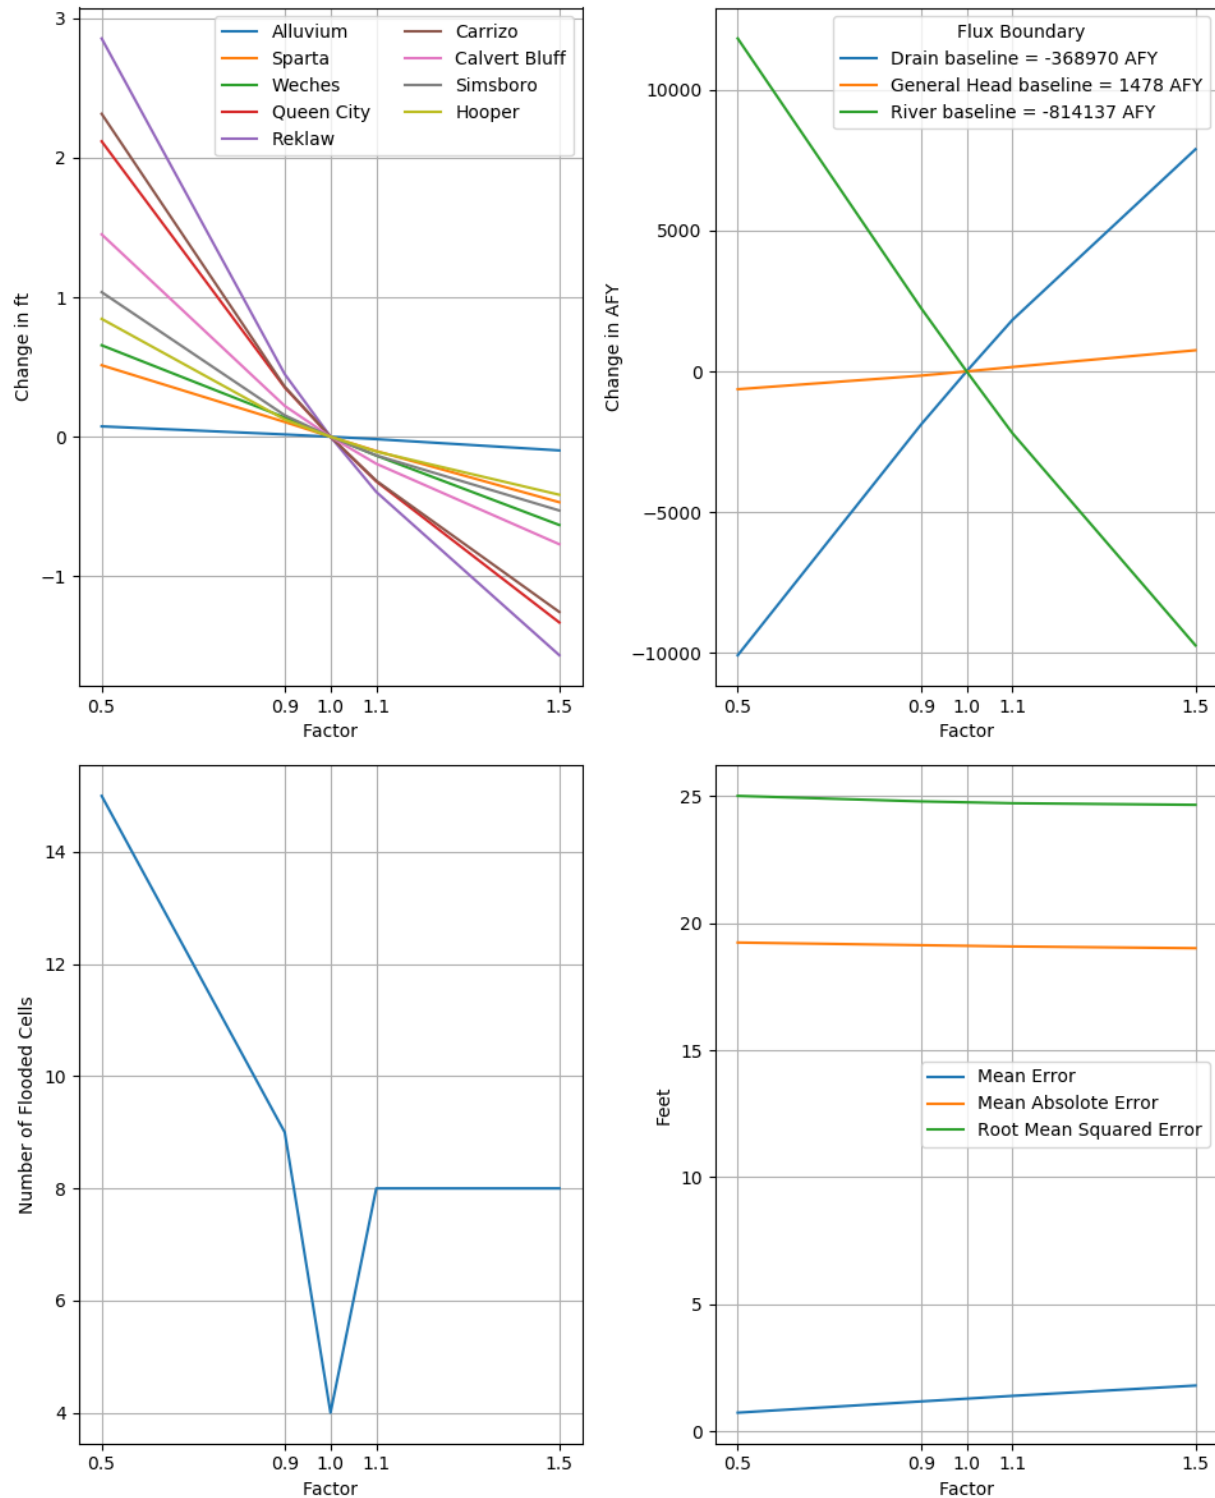 3
2
1
0
−1
Change in ft
Alluvium
Sparta
Weches
Queen City
Reklaw
Carrizo
Calvert Bluff
Simsboro
Hooper
0.5 0.9 1.0 1.1 1.5
Factor
10000
5000
0
−5000
−10000
Change in AFY
Flux Boundary
Drain baseline = -368970 AFY
General Head baseline = 1478 AFY
River baseline = -814137 AFY
0.5 0.9 1.0 1.1 1.5
Factor
14
12
10
8
6
4
Number of Flooded Cells
0.5 0.9 1.0 1.1 1.5
Factor
25
20
15
10
5
0
Feet
Mean Error
Mean Absolute Error
Root Mean Squared Error
0.5 0.9 1.0 1.1 1.5
Factor